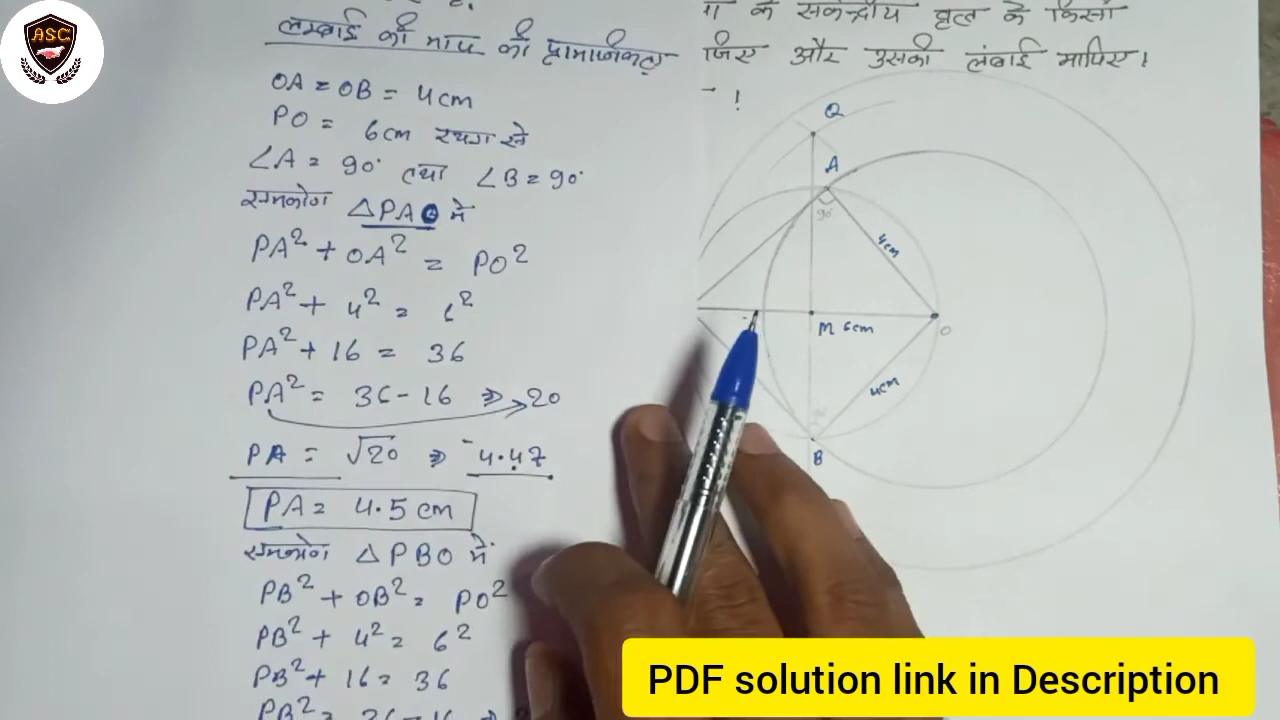 ASC
लम्बाई की माप की प्रामाणिकता
OA = OB = 4cm
PO = 6cm रखने
∠A = 90° तथा ∠B = 90°
समकोण △PAO में
PA² + OA² = PO²
PA² + 4² = 6²
PA² + 16 = 36
PA² = 36 - 16 ⇒ 20
PA = √20 ⇒ 4.47
PA = 4.5 cm
समकोण △PBO में
PB² + OB² = PO²
PB² + 4² = 6²
PB² + 16 = 36
के सकेन्द्रीय वृत्त के किसी
और उसकी लंबाई मापिए।
Q
A
90°
4cm
M 6cm
O
4cm
B
PDF solution link in Description